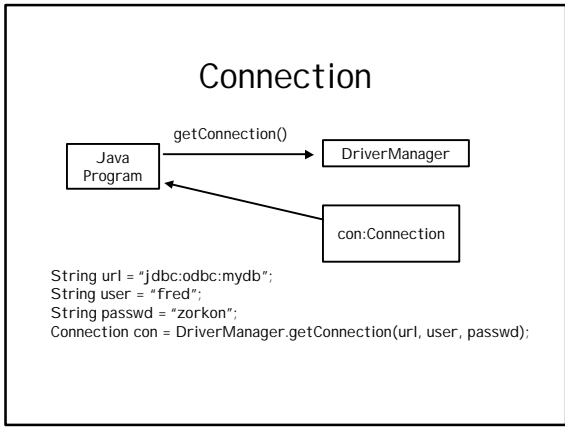 Connection
getConnection()
Java
Program
DriverManager
con:Connection
String url = “jdbc:odbc:mydb”;
String user = “fred”;
String passwd = “zorkon”;
Connection con = DriverManager.getConnection(url, user, passwd);